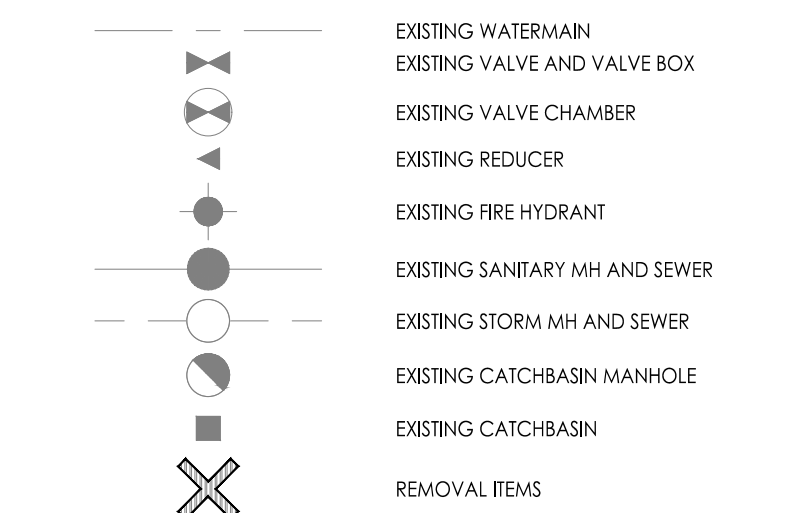 EXISTING WATERMAIN
EXISTING VALVE AND VALVE BOX
EXISTING VALVE CHAMBER
EXISTING REDUCER
EXISTING FIRE HYDRANT
EXISTING SANITARY MH AND SEWER
EXISTING STORM MH AND SEWER
EXISTING CATCHBASIN MANHOLE
EXISTING CATCHBASIN
REMOVAL ITEMS